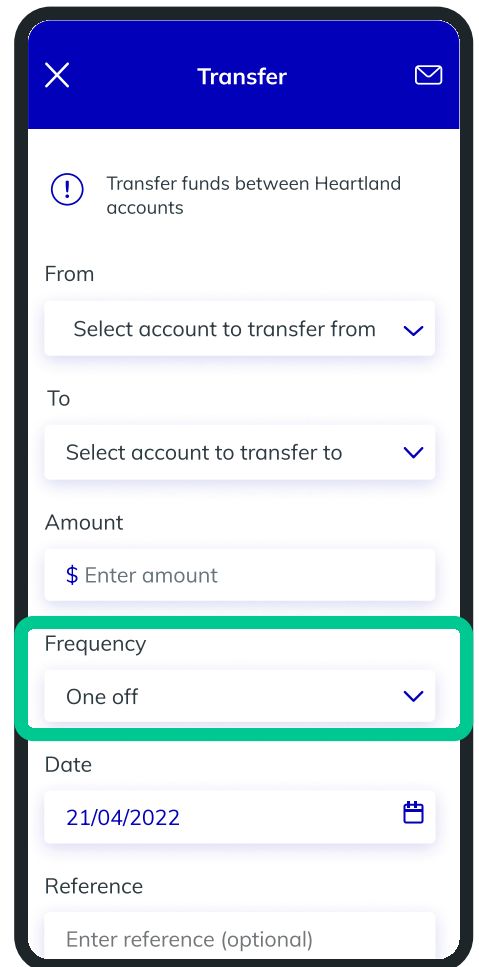 Transfer
Transfer funds between Heartland
accounts
From
Select account to transfer from
To
Select account to transfer to
Amount
$ Enter amount
Frequency
One off
Date
21/04/2022
Reference
Enter reference (optional)